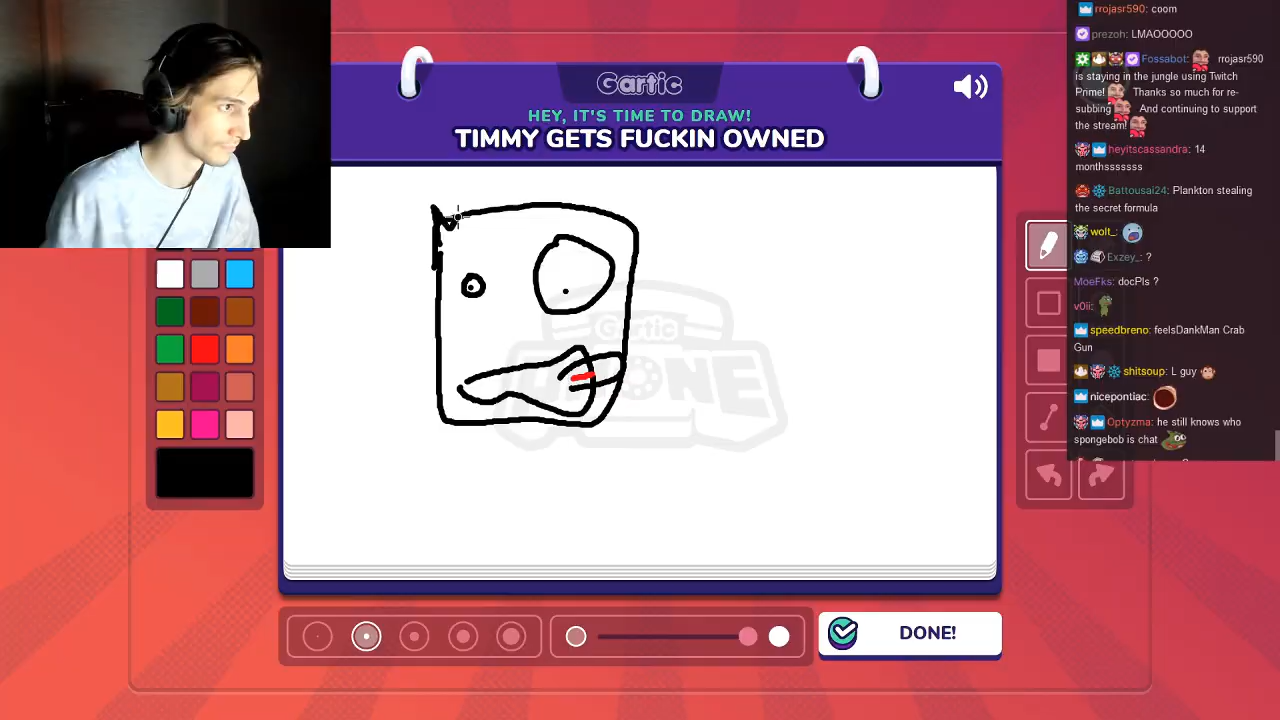 Gartic
HEY, IT'S TIME TO DRAW!
TIMMY GETS FUCKIN OWNED
Gartic
PHONE
DONE!
rrojasr590: coom
prezoh: LMAOOOOO
Fossabot: rrojasr590
is staying in the jungle using Twitch
Prime! Thanks so much for re-
subbing And continuing to support
the stream!
heyitscassandra: 14
monthsssssss
Battousai24: Plankton stealing
the secret formula
wolt_:
Exzey_: ?
MoeFks: docPls ?
v0ii:
speedbreno: feelsDankMan Crab
Gun
shitsoup: L guy
nicepontiac:
Optyzma: he still knows who
spongebob is chat